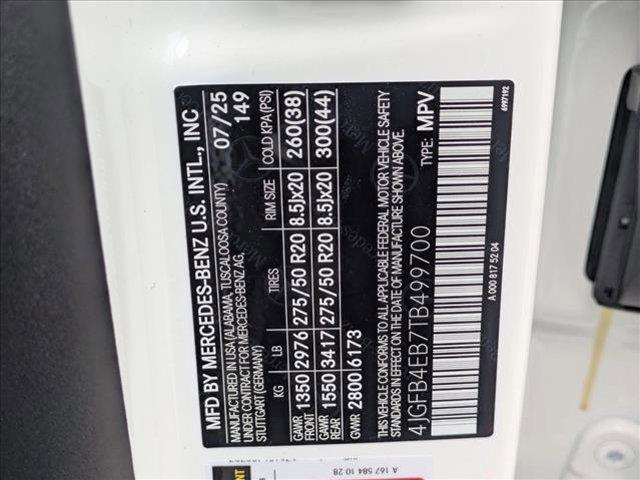 MFD BY MERCEDES-BENZ U.S. INTL., INC
MANUFACTURED IN USA (ALABAMA, TUSCALOOSA COUNTY)
UNDER CONTRACT FOR MERCEDES-BENZ AG,
STUTTGART (GERMANY)
07/25
149
KG LB TIRES RIM SIZE COLD KPA (PSI)
GAWR FRONT 1350 2976 275/50 R20 8.5Jx20 260(38)
GAWR REAR 1550 3417 275/50 R20 8.5Jx20 300(44)
GVWR 2800 6173
THIS VEHICLE CONFORMS TO ALL APPLICABLE FEDERAL MOTOR VEHICLE SAFETY
STANDARDS IN EFFECT ON THE DATE OF MANUFACTURE SHOWN ABOVE.
4JGFB4EB7TB499700 TYPE: MPV
A 000 817 52 04
6997192
A 167 584 10 28